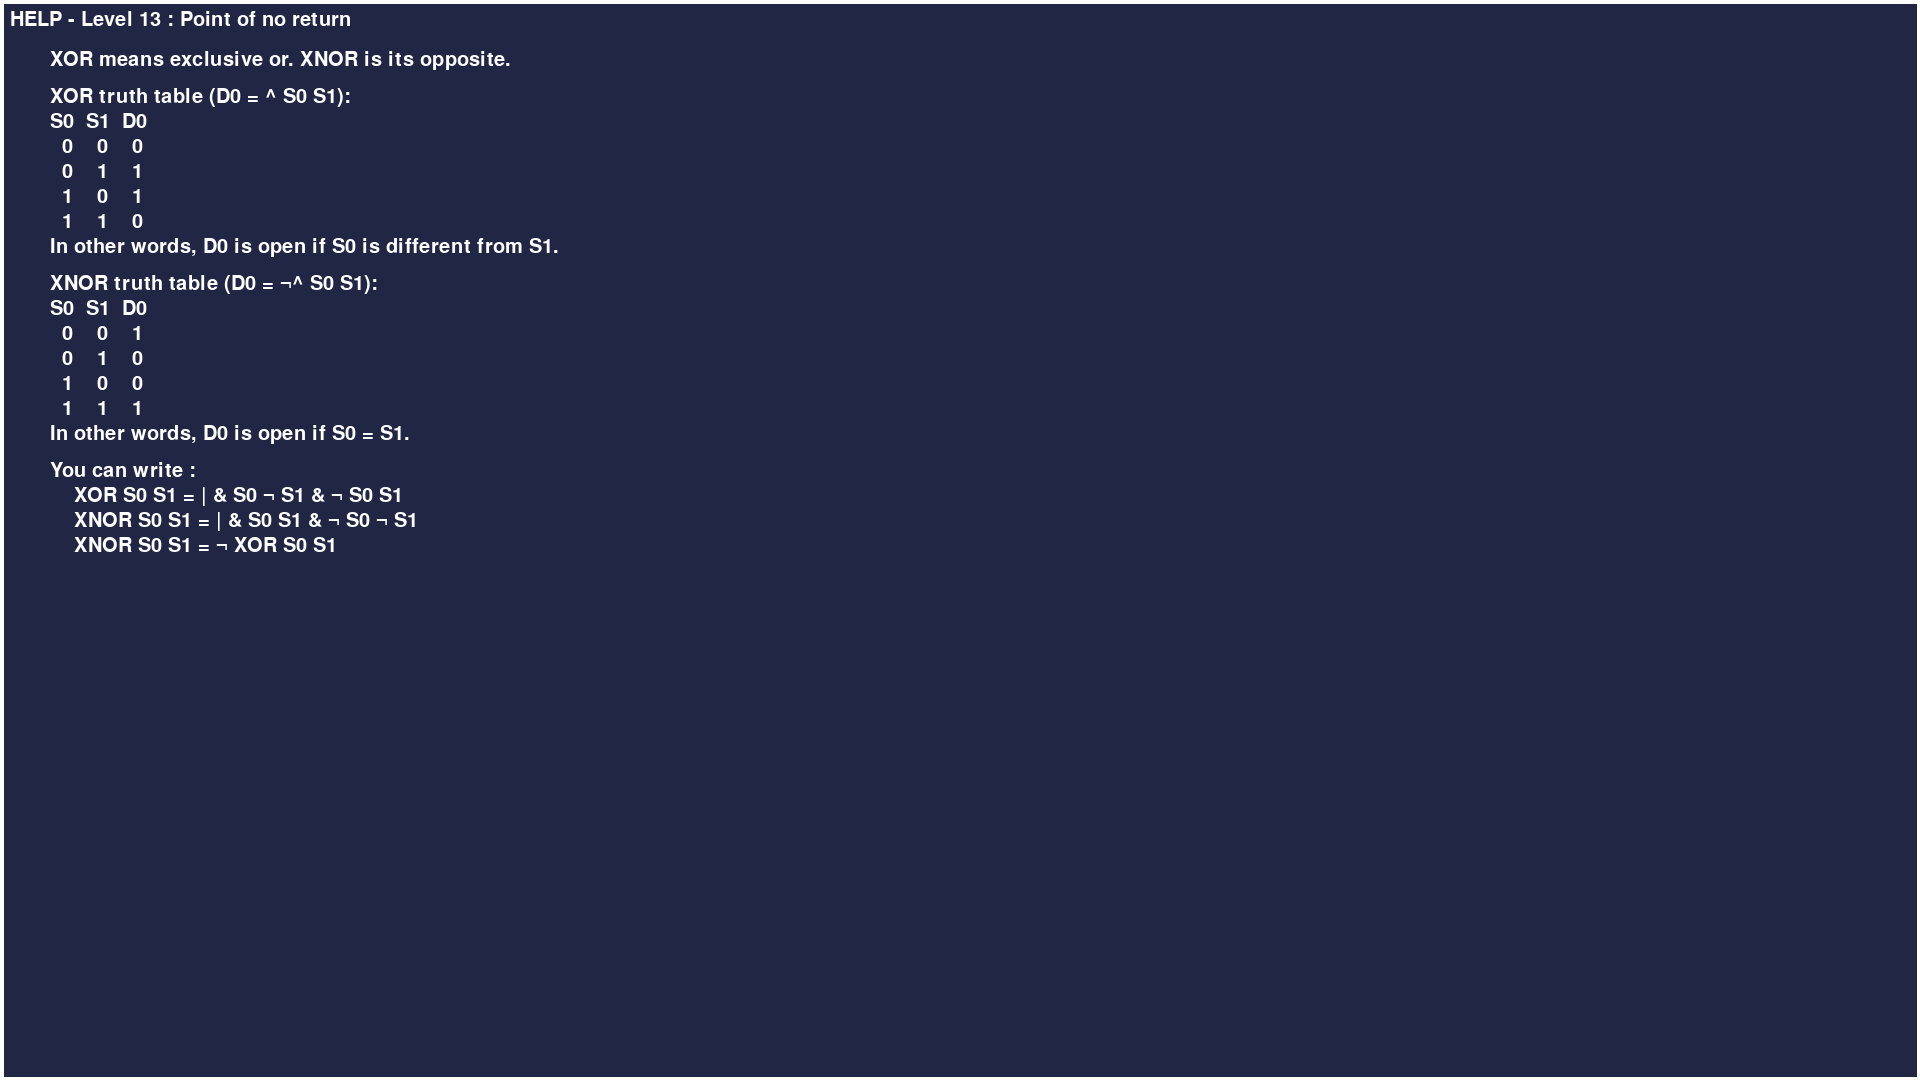 HELP - Level 13 : Point of no return
XOR means exclusive or. XNOR is its opposite.
XOR truth table (D0 = ^ S0 S1):
S0 S1 D0
0 0 0
0 1 1
1 0 1
1 1 0
In other words, D0 is open if S0 is different from S1.
XNOR truth table (D0 = ¬^ S0 S1):
S0 S1 D0
0 0 1
0 1 0
1 0 0
1 1 1
In other words, D0 is open if S0 = S1.
You can write :
XOR S0 S1 = | & S0 ¬ S1 & ¬ S0 S1
XNOR S0 S1 = | & S0 S1 & ¬ S0 ¬ S1
XNOR S0 S1 = ¬ XOR S0 S1